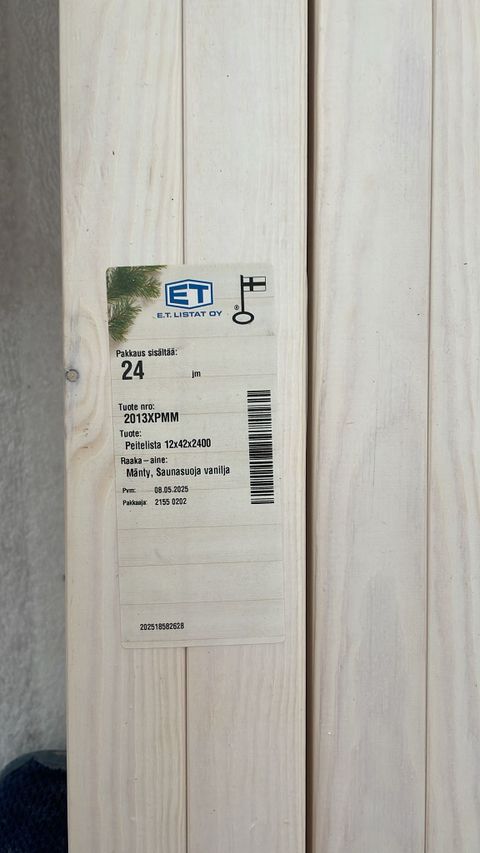 ET
E.T. LISTAT OY
®
Pakkaus sisältää:
24 jm
Tuote nro:
2013XPMM
Tuote:
Peitelista 12x42x2400
Raaka-aine:
Mänty, Saunasuoja vanilja
Pvm: 08.05.2025
Pakkaaja: 2155 0202
202518582628